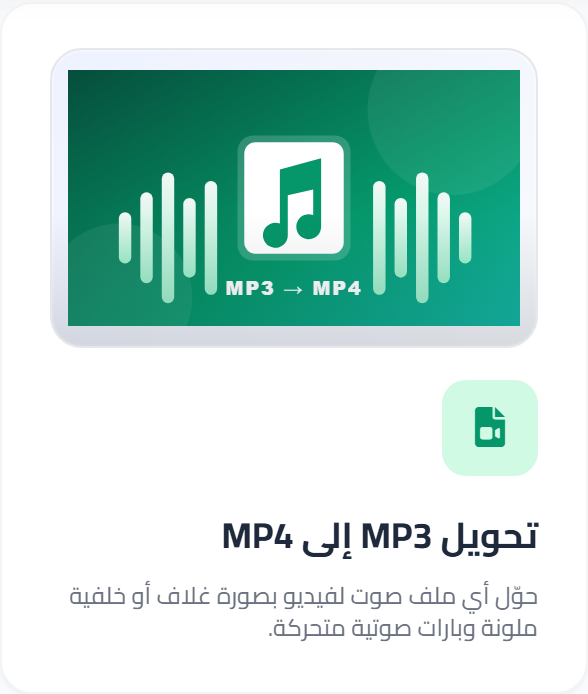 MP3 → MP4
تحويل MP3 إلى MP4
حوّل أي ملف صوت لفيديو بصورة غلاف أو خلفية
ملونة وبارات صوتية متحركة.